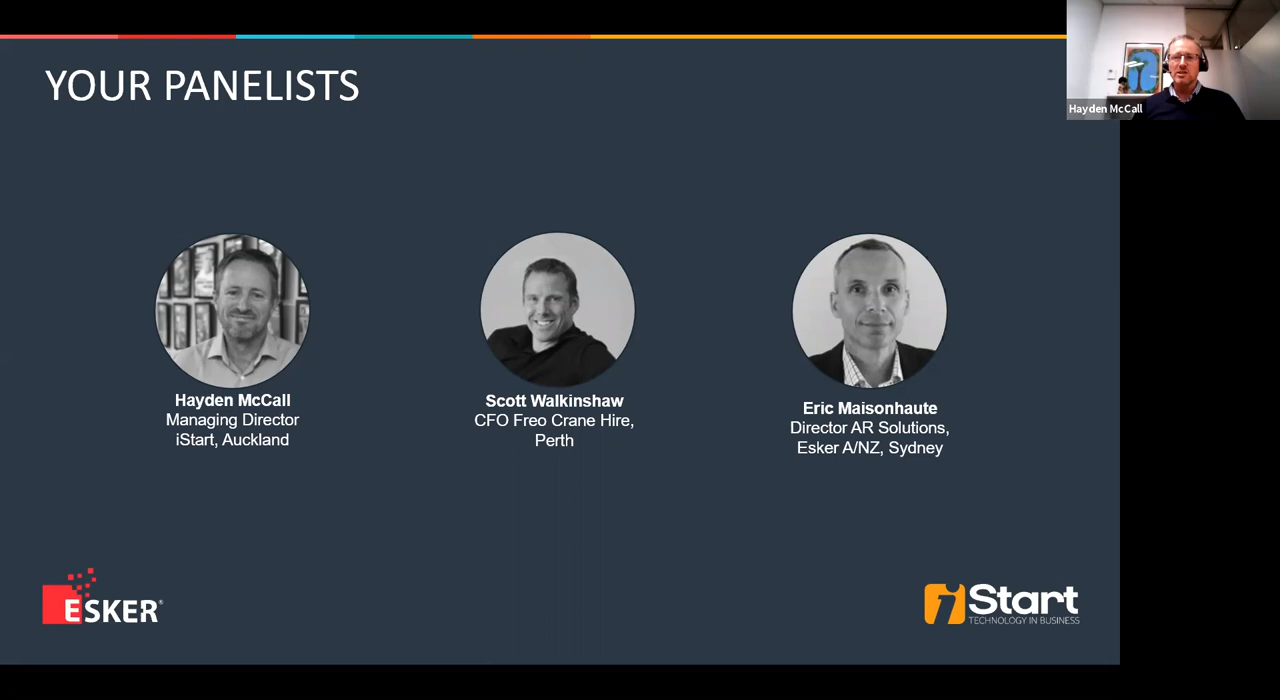 YOUR PANELISTS
Hayden McCall
Hayden McCall
Managing Director
iStart, Auckland
Scott Walkinshaw
CFO Freo Crane Hire,
Perth
Eric Maisonhaute
Director AR Solutions,
Esker A/NZ, Sydney
ESKER®
iStart
TECHNOLOGY IN BUSINESS